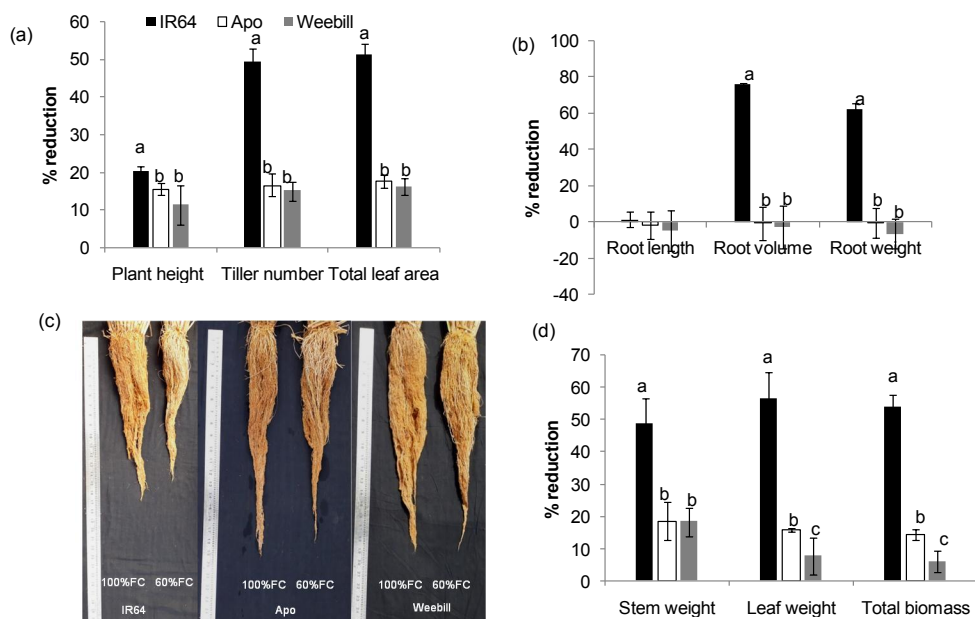 (a)
IR64 Apo Weebill
% reduction
60
50
40
30
20
10
0
a
b
b
a
b
b
a
b
b
Plant height Tiller number Total leaf area
(b)
% reduction
100
80
60
40
20
0
-20
-40
a
b
b
a
b
b
Root length Root volume Root weight
(c)
100%FC 60%FC
IR64
100%FC 60%FC
Apo
100%FC 60%FC
Weebill
(d)
% reduction
70
60
50
40
30
20
10
0
a
b
b
a
b
c
a
b
c
Stem weight Leaf weight Total biomass